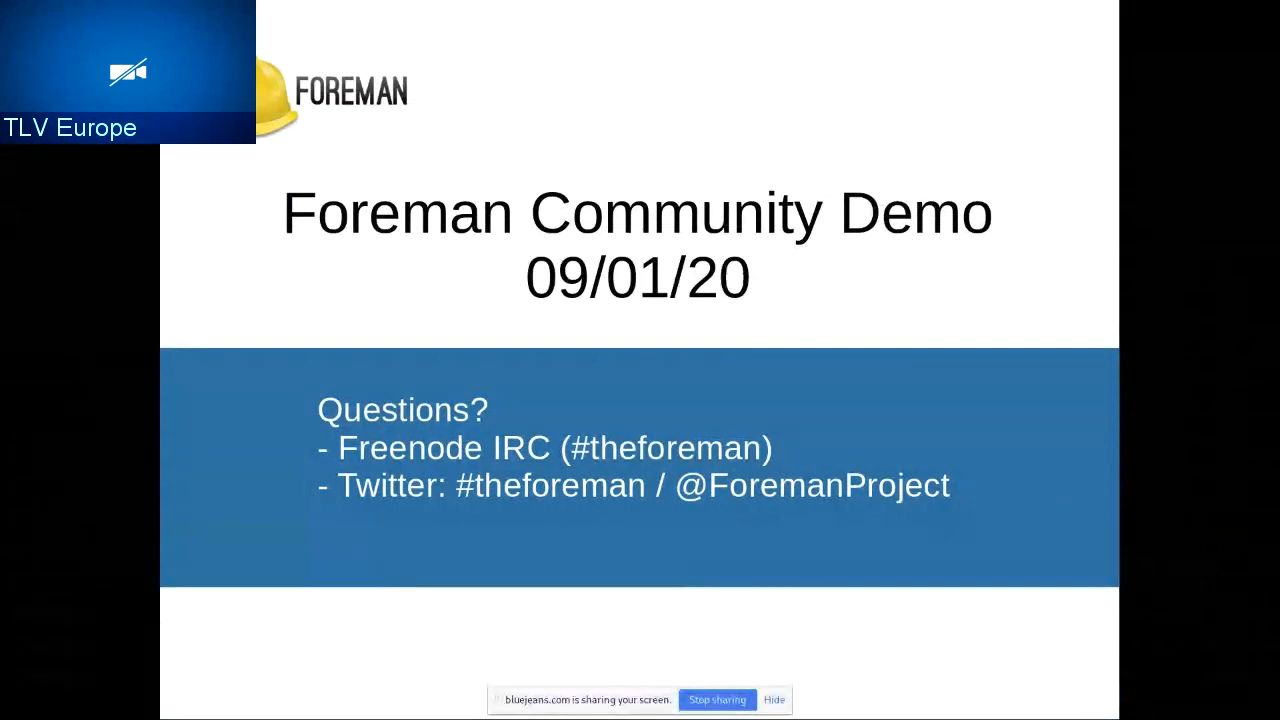 TLV Europe
FOREMAN
Foreman Community Demo
09/01/20
Questions?
- Freenode IRC (#theforeman)
- Twitter: #theforeman / @ForemanProject
bluejeans.com is sharing your screen. Stop sharing Hide